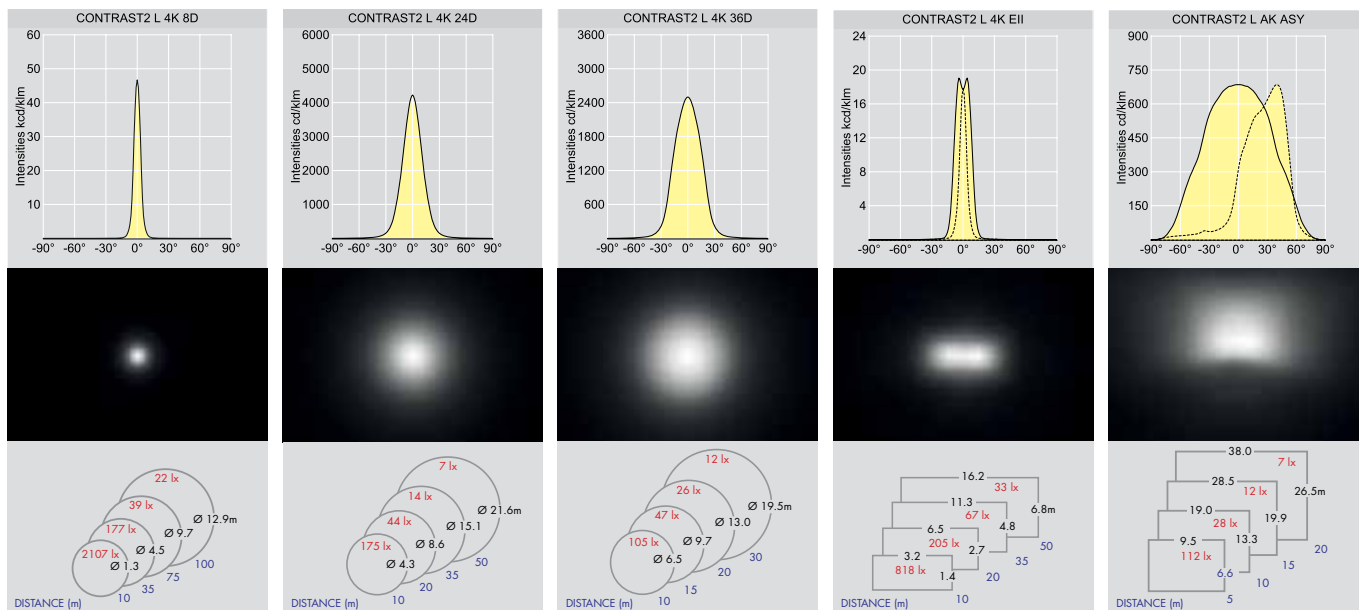 CONTRAST2 L 4K 8D
Intensities kcd/klm
60
50
40
30
20
10
-90° -60° -30° 0° 30° 60° 90°
22 lx
39 lx
177 lx
2107 lx
Ø 12.9m
Ø 9.7
Ø 4.5
Ø 1.3
100
75
35
10
DISTANCE (m)
CONTRAST2 L 4K 24D
Intensities cd/klm
6000
5000
4000
3000
2000
1000
-90° -60° -30° 0° 30° 60° 90°
7 lx
14 lx
44 lx
175 lx
Ø 21.6m
Ø 15.1
Ø 8.6
Ø 4.3
50
35
20
10
DISTANCE (m)
CONTRAST2 L 4K 36D
Intensities cd/klm
3600
3000
2400
1800
1200
600
-90° -60° -30° 0° 30° 60° 90°
12 lx
26 lx
47 lx
105 lx
Ø 19.5m
Ø 13.0
Ø 9.7
Ø 6.5
30
20
15
10
DISTANCE (m)
CONTRAST2 L 4K EII
Intensities kcd/klm
24
20
16
12
8
4
-90° -60° -30° 0° 30° 60° 90°
16.2
33 lx
11.3
6.8m
67 lx
6.5
4.8
205 lx
3.2
2.7
818 lx
1.4
50
35
20
10
DISTANCE (m)
CONTRAST2 L AK ASY
Intensities cd/klm
900
750
600
450
300
150
-90° -60° -30° 0° 30° 60° 90°
38.0
7 lx
28.5
12 lx
26.5m
19.0
28 lx
19.9
9.5
13.3
112 lx
6.6
20
15
10
5
DISTANCE (m)